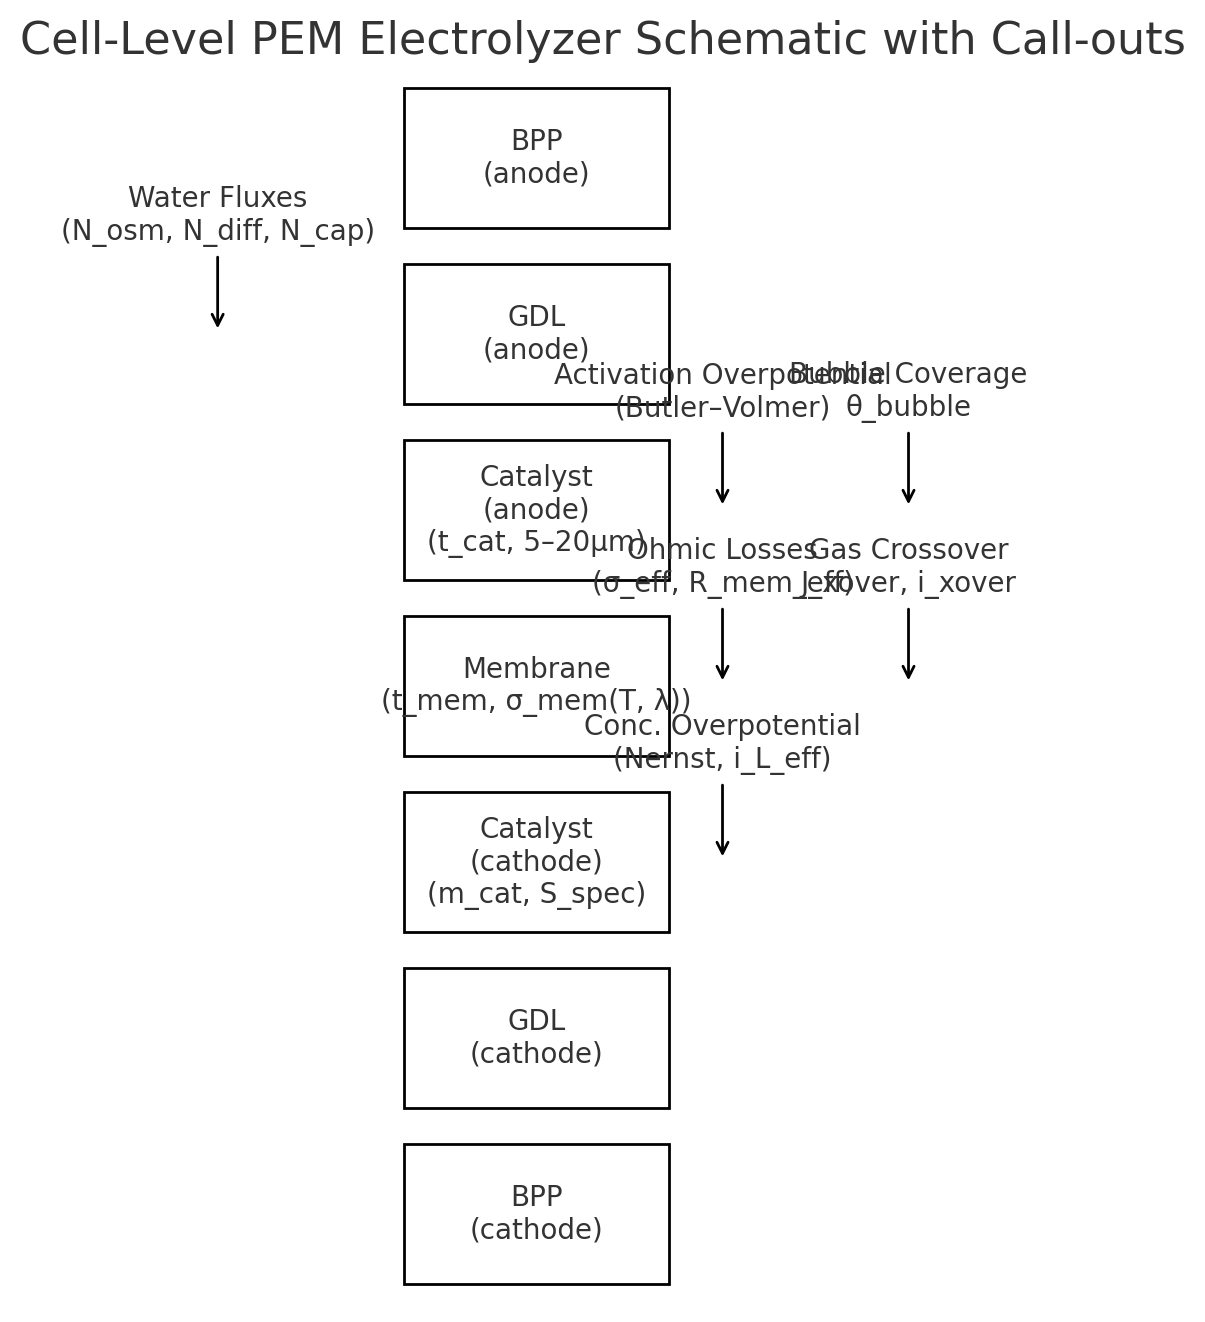 Cell-Level PEM Electrolyzer Schematic with Call-outs
BPP
(anode)
Water Fluxes
(N_osm, N_diff, N_cap)
GDL
(anode)
Activation Overpotential
(Butler–Volmer)
Bubble Coverage
θ_bubble
Catalyst
(anode)
(t_cat, 5–20μm)
Ohmic Losses
(σ_eff, R_mem_eff)
Gas Crossover
J_xover, i_xover
Membrane
(t_mem, σ_mem(T, λ))
Conc. Overpotential
(Nernst, i_L_eff)
Catalyst
(cathode)
(m_cat, S_spec)
GDL
(cathode)
BPP
(cathode)